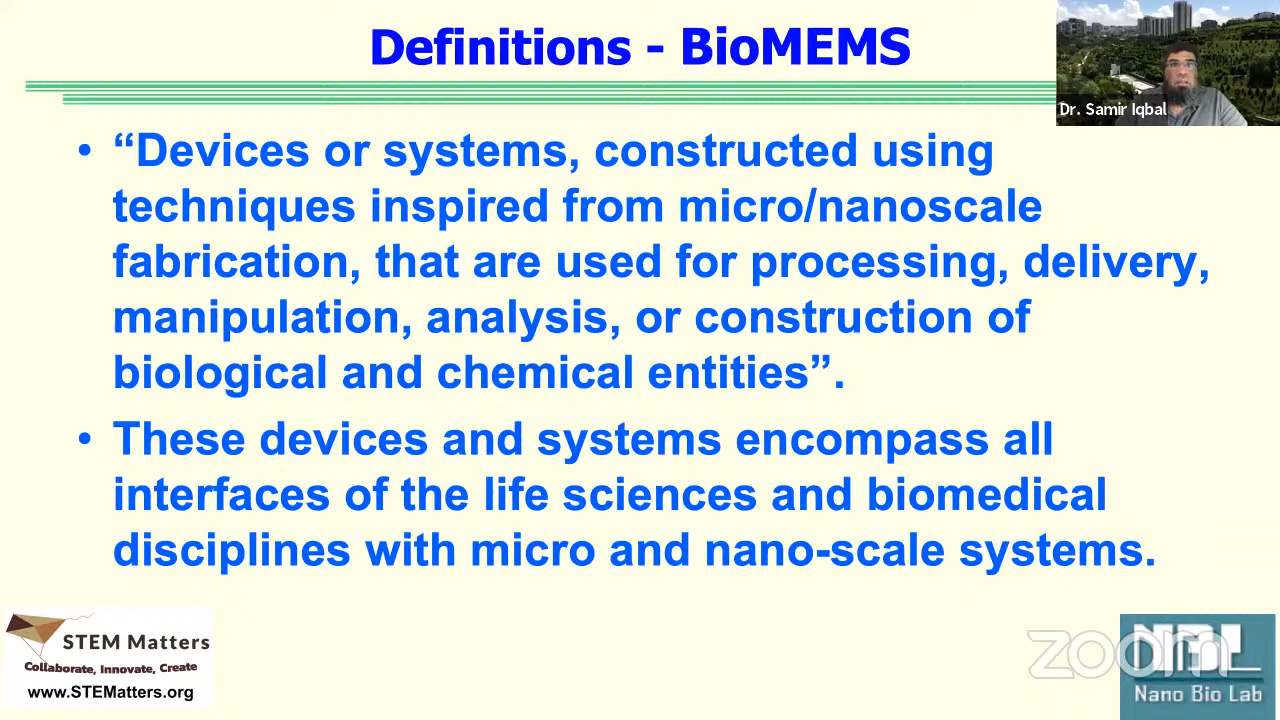 Definitions - BioMEMS
Dr. Samir Iqbal
• “Devices or systems, constructed using
techniques inspired from micro/nanoscale
fabrication, that are used for processing, delivery,
manipulation, analysis, or construction of
biological and chemical entities”.
• These devices and systems encompass all
interfaces of the life sciences and biomedical
disciplines with micro and nano-scale systems.
STEM Matters
Collaborate, Innovate, Create
www.STEMatters.org
zoom
NBL
Nano Bio Lab